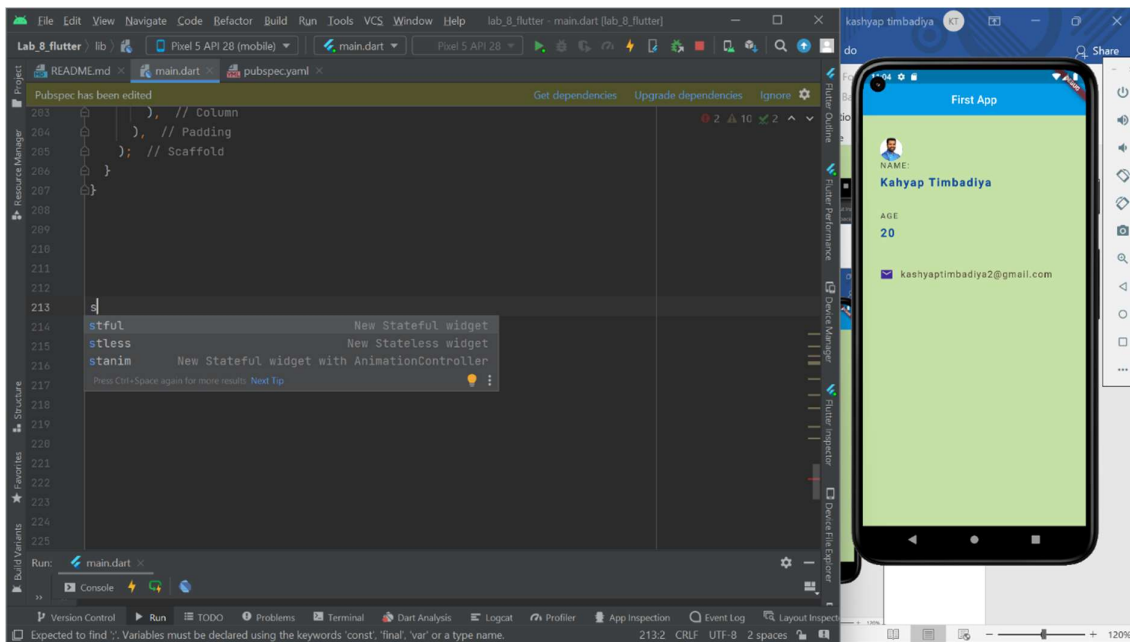 File Edit View Navigate Code Refactor Build Run Tools VCS Window Help lab_8_flutter - main.dart [lab_8_flutter]
Lab_8_flutter lib Pixel 5 API 28 (mobile) main.dart Pixel 5 API 28
README.md main.dart pubspec.yaml
Pubspec has been edited Get dependencies Upgrade dependencies Ignore
203 ), // Column
2 10 2
204 ), // Padding
205 ); // Scaffold
206 }
207 }
208
209
210
211
212
213 s
214 stful New Stateful widget
215 stless New Stateless widget
216 stanim New Stateful widget with AnimationController
217 Press Ctrl+Space again for more results Next Tip
218
219
220
221
222
223
224
225
Run: main.dart
Console
Version Control Run TODO Problems Terminal Dart Analysis Logcat Profiler App Inspection Event Log Layout Inspect
Expected to find ';'. Variables must be declared using the keywords 'const', 'final', 'var' or a type name. 213:2 CRLF UTF-8 2 spaces
Project
Resource Manager
Structure
Favorites
Build Variants
Flutter Outline
Flutter Performance
Device Manager
Flutter Inspector
Device File Explorer
kashyap timbadiya KT
do
Share
First App
NAME:
Kahyap Timbadiya
AGE
20
kashyaptimbadiya2@gmail.com
120%